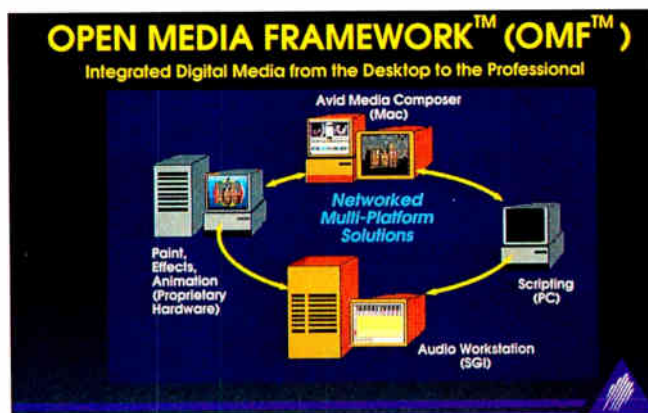 OPEN MEDIA FRAMEWORK™ (OMF™)
Integrated Digital Media from the Desktop to the Professional
Avid Media Composer
(Mac)
Networked
Multi-Platform
Solutions
Paint,
Effects,
Animation
(Proprietary
Hardware)
Scripting
(PC)
Audio Workstation
(SGI)